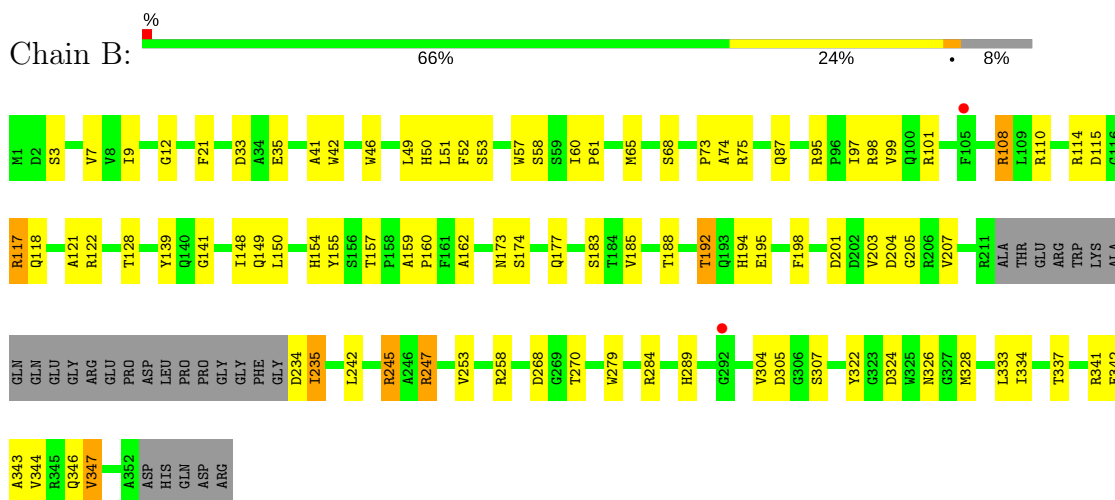 %
Chain B:
66% 24% • 8%
M1 D2 S3 V7 V8 I9 G12 F21 D33 A34 E35 A41 W42 W46 L49 H50 L51 F52 S53 W57 S58 S59 I60 P61 M65 S68 P73 A74 R75 Q87 R95 P96 I97 R98 V99 Q100 R101 F105 R108 L109 R110 R114 D115 G116
R117 Q118 A121 R122 T128 Y139 Q140 G141 I148 Q149 L150 H154 Y155 S156 T157 P158 A159 P160 F161 A162 N173 S174 Q177 S183 T184 V185 T188 T192 Q193 H194 E195 F198 D201 D202 V203 D204 G205 R206 V207 R211 ALA THR GLU ARG TRP LYS ALA
GLN GLN GLU GLY ARG GLU PRO ASP LEU PRO PRO GLY GLY PHE GLY D234 I235 L242 R245 A246 R247 V253 R258 D268 G269 T270 W279 R284 H289 G292 V304 D305 G306 S307 Y322 G323 D324 W325 N326 G327 M328 L333 I334 T337 R341
A343 V344 R345 Q346 V347 A352 ASP HIS GLN ASP ARG